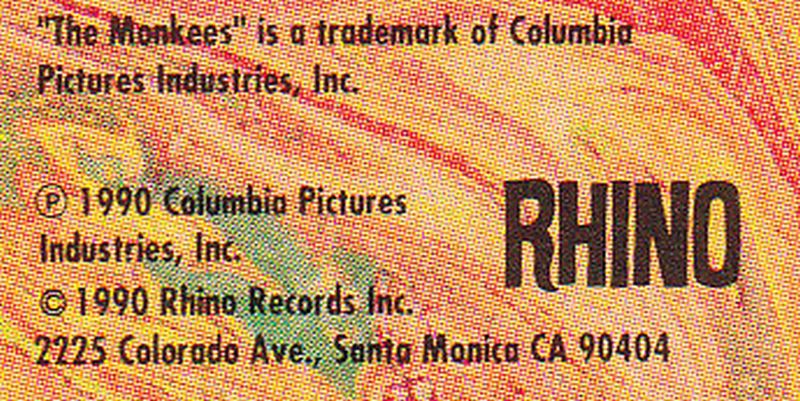 "The Monkees" is a trademark of Columbia
Pictures Industries, Inc.
℗ 1990 Columbia Pictures
Industries, Inc.
© 1990 Rhino Records Inc.
2225 Colorado Ave., Santa Monica CA 90404
RHINO